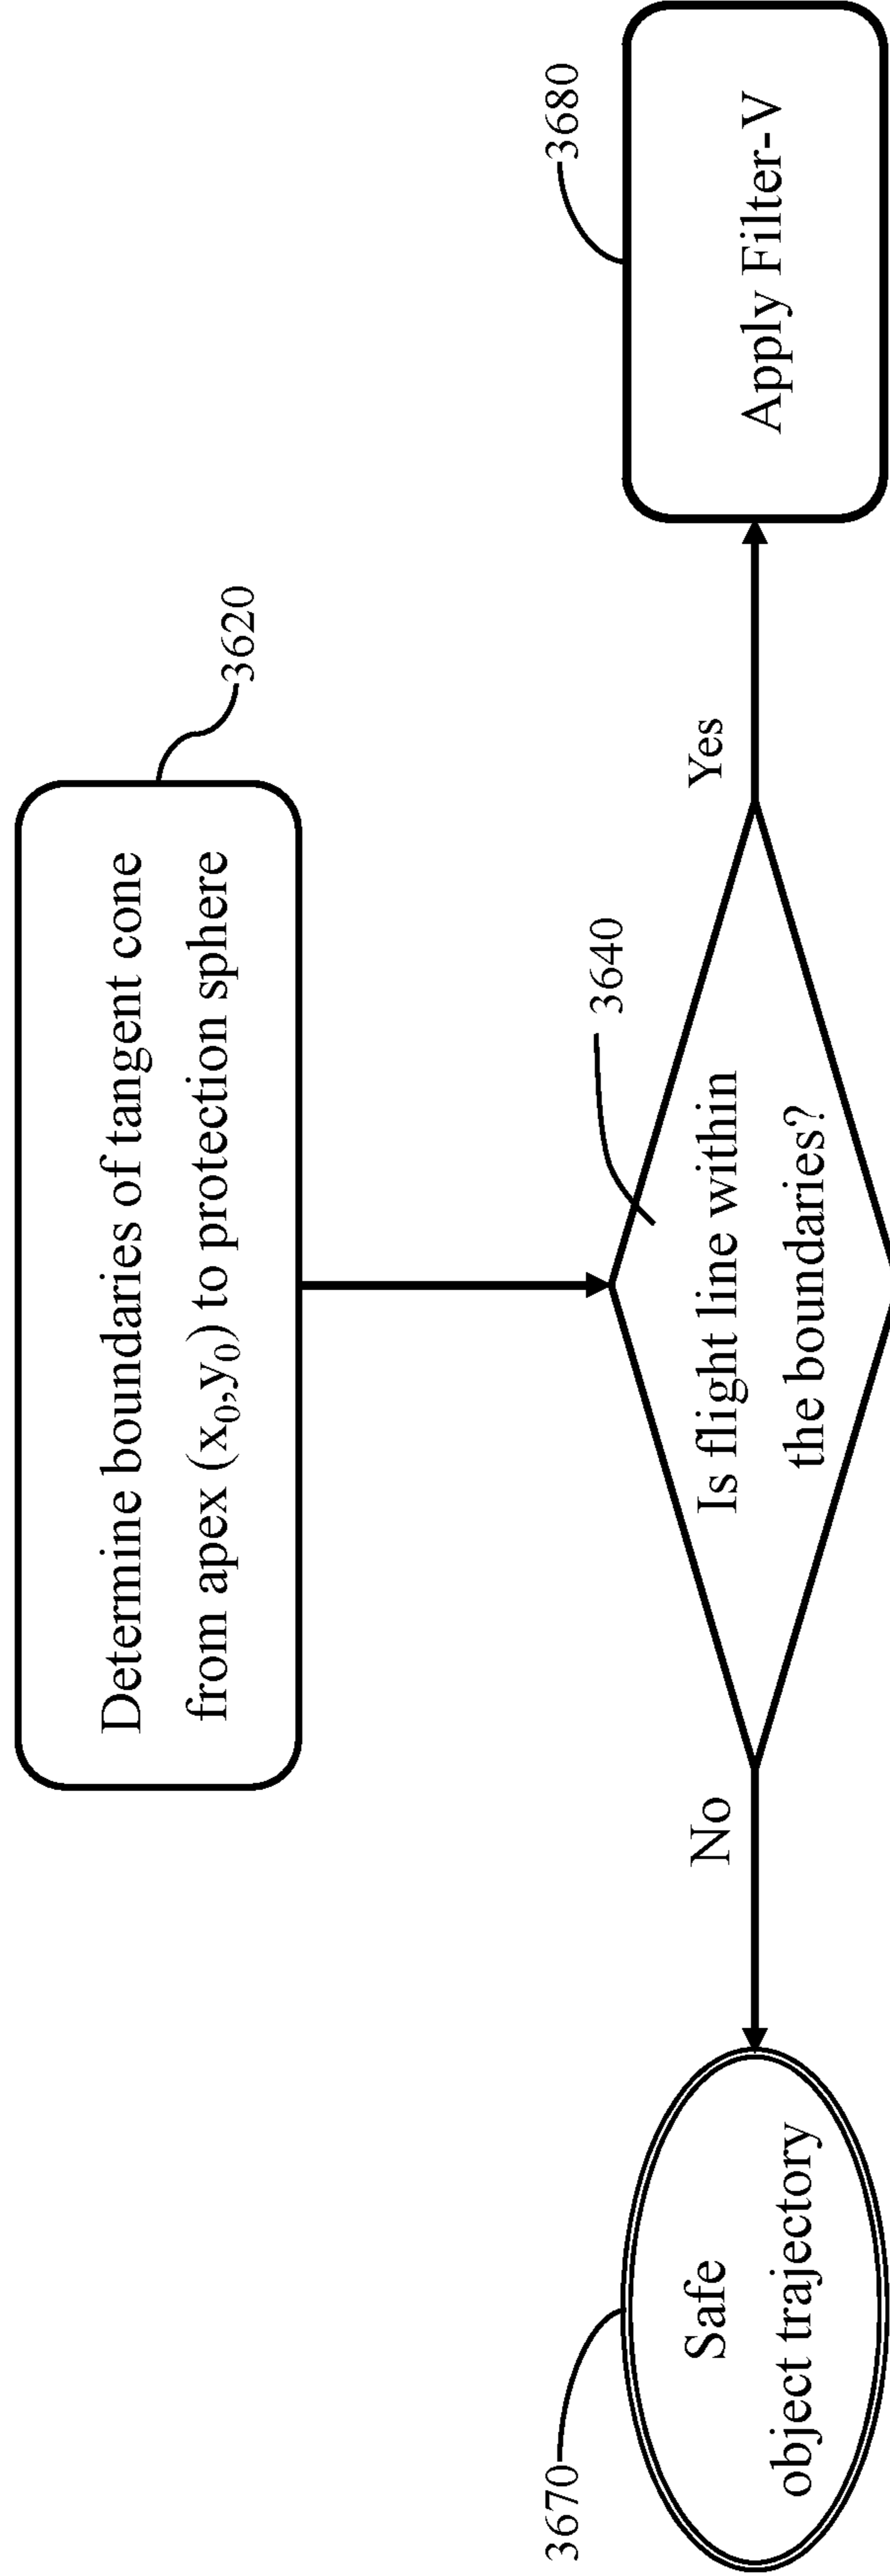 Determine boundaries of tangent cone
from apex (x₀,y₀) to protection sphere
3620
3640
Is flight line within
the boundaries?
No
Yes
3670
Safe
object trajectory
3680
Apply Filter-V